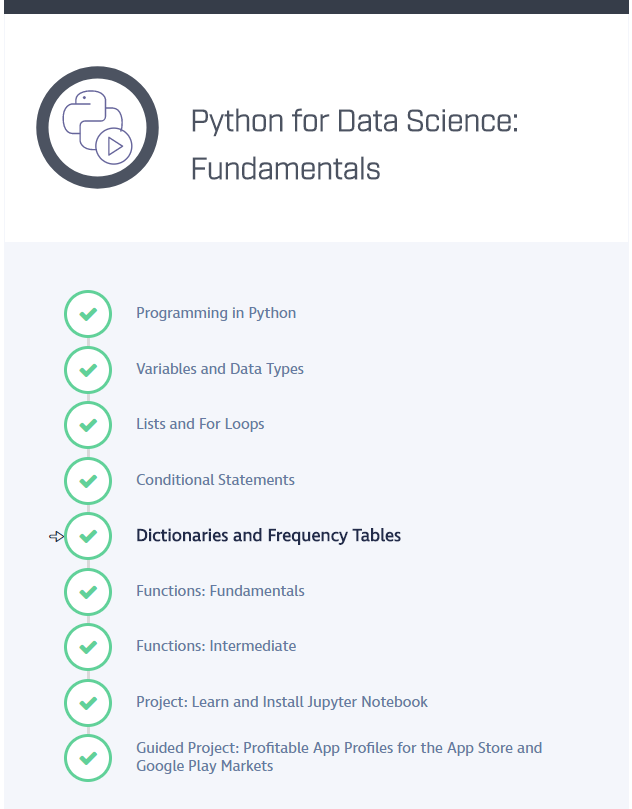 Python for Data Science:
Fundamentals
Programming in Python
Variables and Data Types
Lists and For Loops
Conditional Statements
Dictionaries and Frequency Tables
Functions: Fundamentals
Functions: Intermediate
Project: Learn and Install Jupyter Notebook
Guided Project: Profitable App Profiles for the App Store and
Google Play Markets